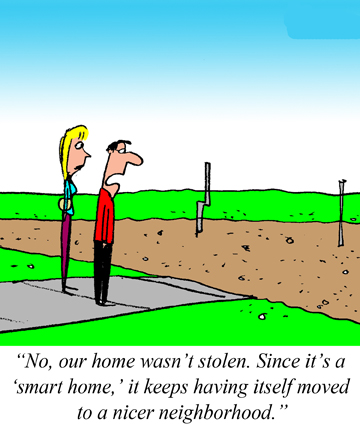 “No, our home wasn’t stolen. Since it’s a
‘smart home,’ it keeps having itself moved
to a nicer neighborhood.”